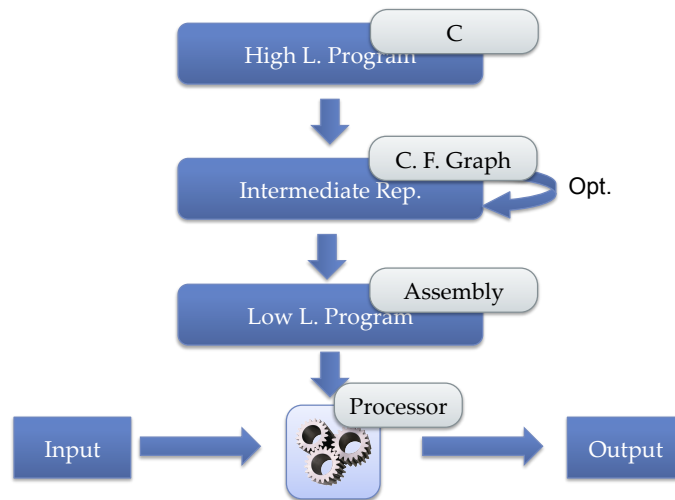 C
High L. Program
C. F. Graph
Intermediate Rep.
Opt.
Assembly
Low L. Program
Processor
Input
Output